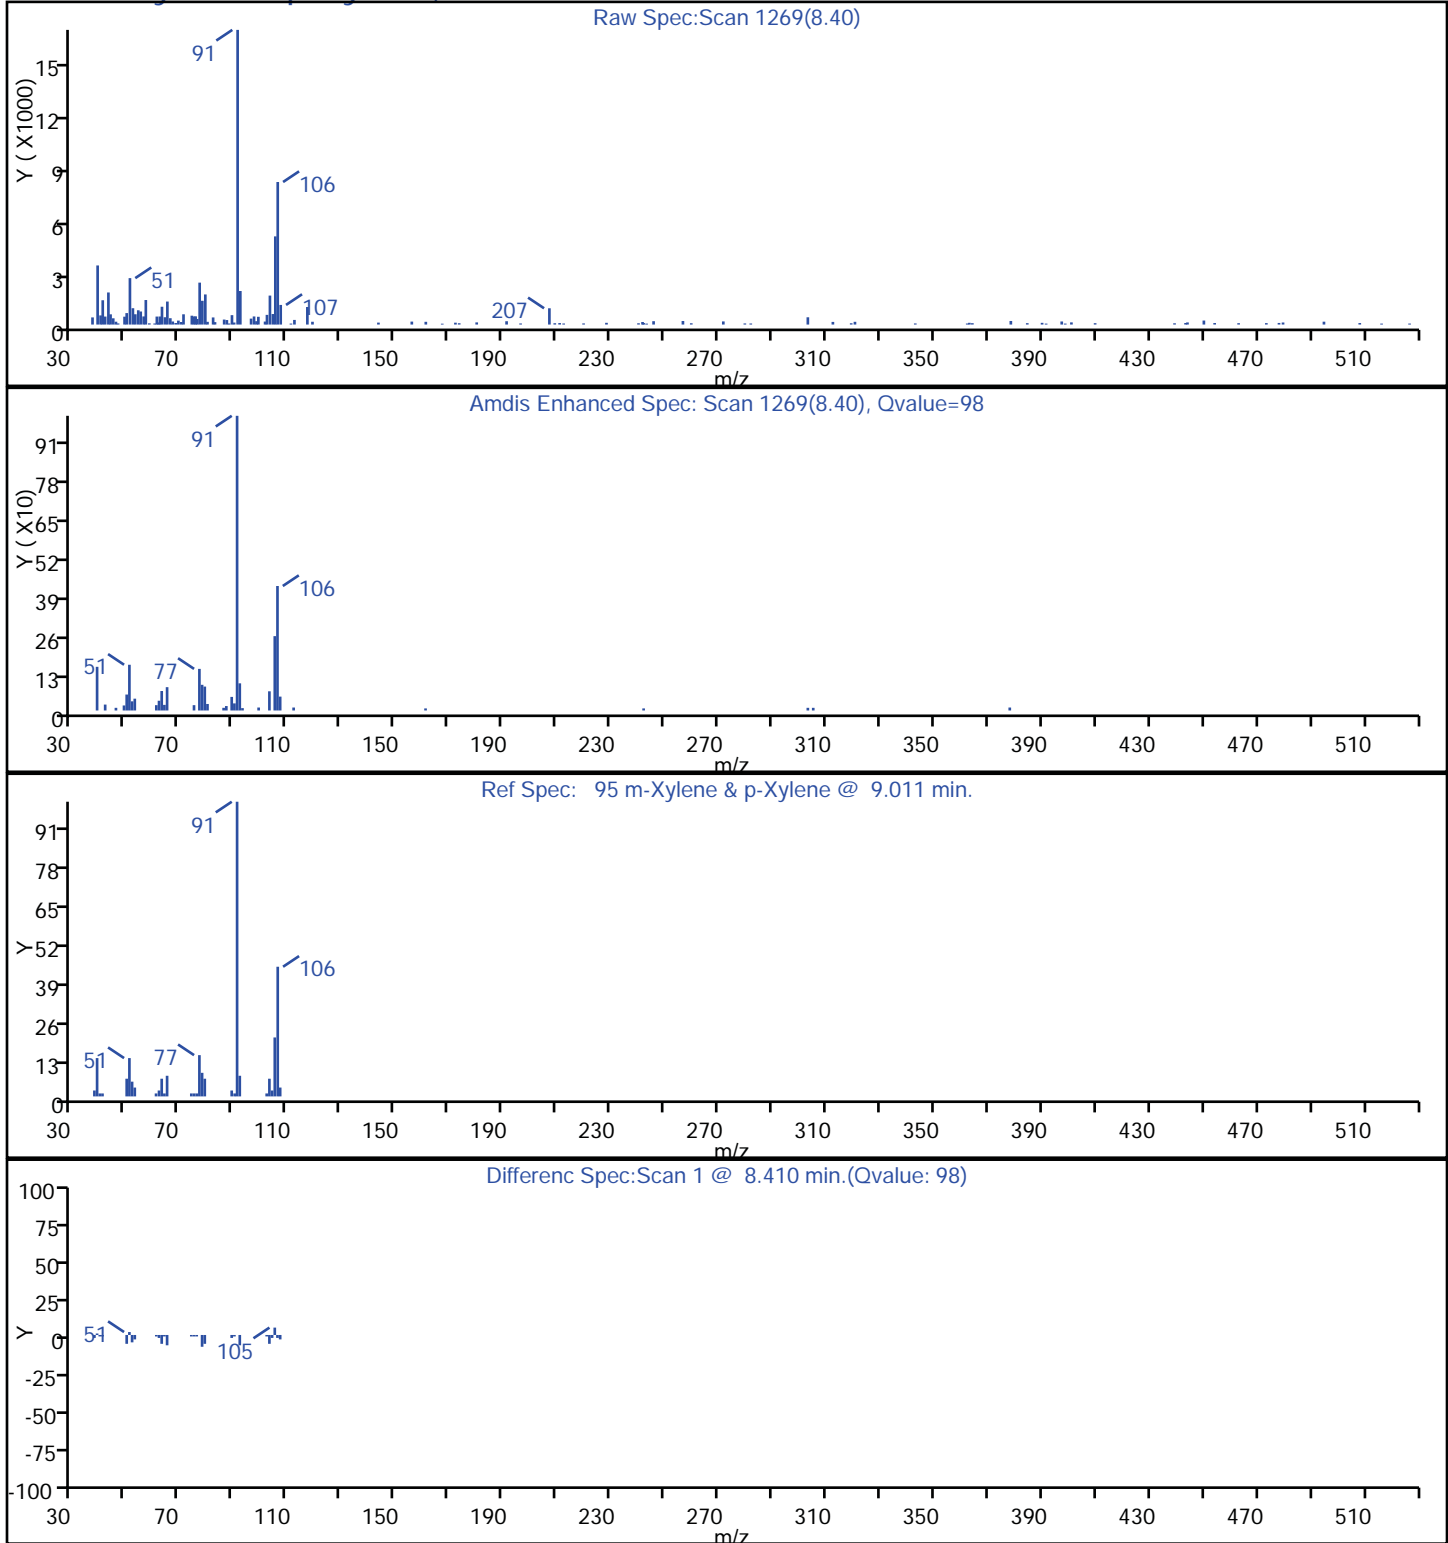 Raw Spec:Scan 1269(8.40)
Y ( X1000)
15
12
9
6
3
0
91
106
51
107
207
30 70 110 150 190 230 270 310 350 390 430 470 510
m/z
Amdis Enhanced Spec: Scan 1269(8.40), Qvalue=98
Y ( X10)
91
78
65
52
39
26
13
0
91
106
51
77
30 70 110 150 190 230 270 310 350 390 430 470 510
m/z
Ref Spec: 95 m-Xylene & p-Xylene @ 9.011 min.
Y
91
78
65
52
39
26
13
0
91
106
51
77
30 70 110 150 190 230 270 310 350 390 430 470 510
m/z
Differenc Spec:Scan 1 @ 8.410 min.(Qvalue: 98)
Y
100
75
50
25
0
-25
-50
-75
-100
51
105
30 70 110 150 190 230 270 310 350 390 430 470 510
m/z